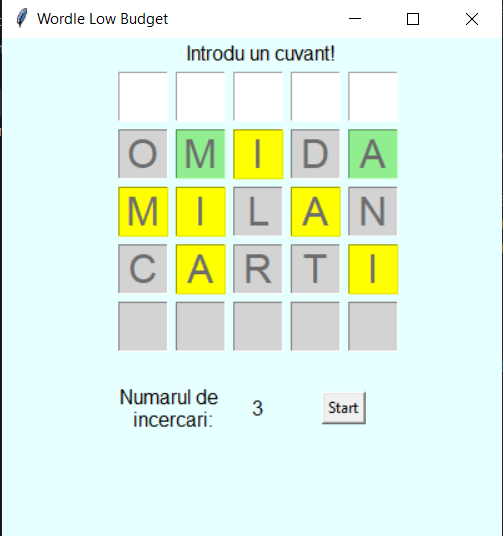 Wordle Low Budget
Introdu un cuvant!
O M I D A
M I L A N
C A R T I
Numarul de
incercari:
3
Start